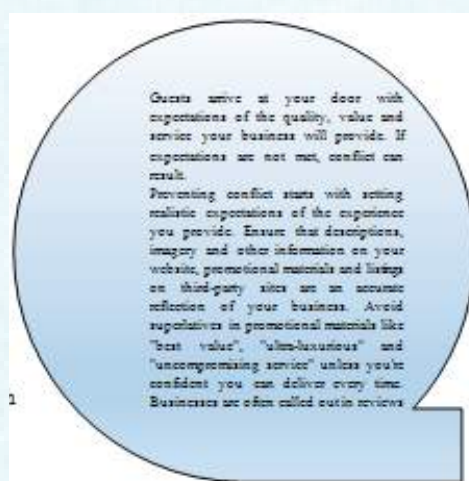 Guests arrive at your door with
expectations of the quality, value and
service your business will provide. If
expectations are not met, conflict can
result.
Preventing conflict starts with setting
realistic expectations of the experience
you provide. Ensure that descriptions,
imagery and other information on your
website, promotional materials and listings
on third-party sites are an accurate
reflection of your business. Avoid
superlatives in promotional materials like
"best value", "ultra-luxurious" and
"uncompromising service" unless you're
confident you can deliver every time.
Businesses are often called out in reviews